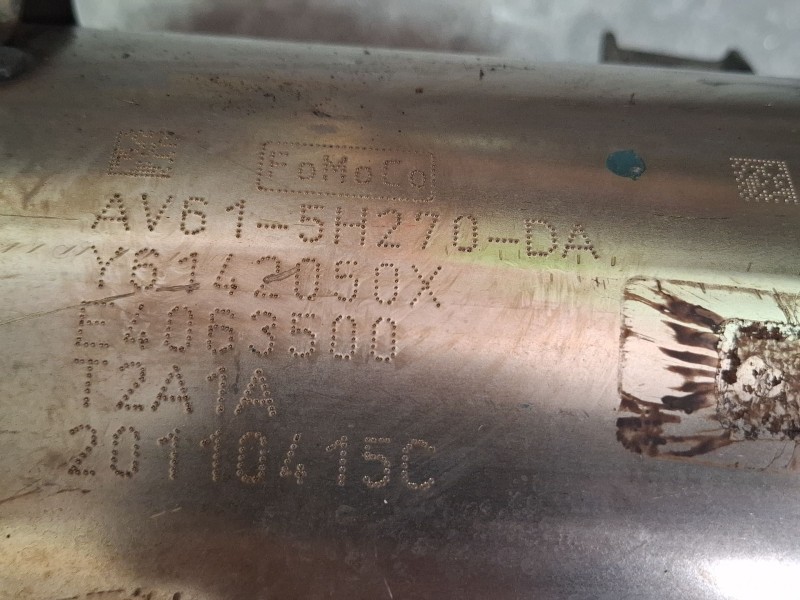 FoMoCo
AV61-5H270-DA
Y6142050X
E4063500
T2A1A
20110415C